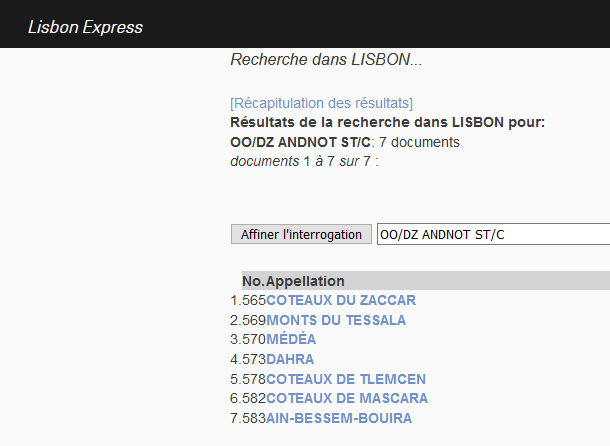 Lisbon Express
Recherche dans LISBON...
[Récapitulation des résultats]
Résultats de la recherche dans LISBON pour:
OO/DZ ANDNOT ST/C: 7 documents
documents 1 à 7 sur 7 :
Affiner l'interrogation OO/DZ ANDNOT ST/C
No. Appellation
1. 565 COTEAUX DU ZACCAR
2. 569 MONTS DU TESSALA
3. 570 MÉDÉA
4. 573 DAHRA
5. 578 COTEAUX DE TLEMCEN
6. 582 COTEAUX DE MASCARA
7. 583 AIN-BESSEM-BOUIRA